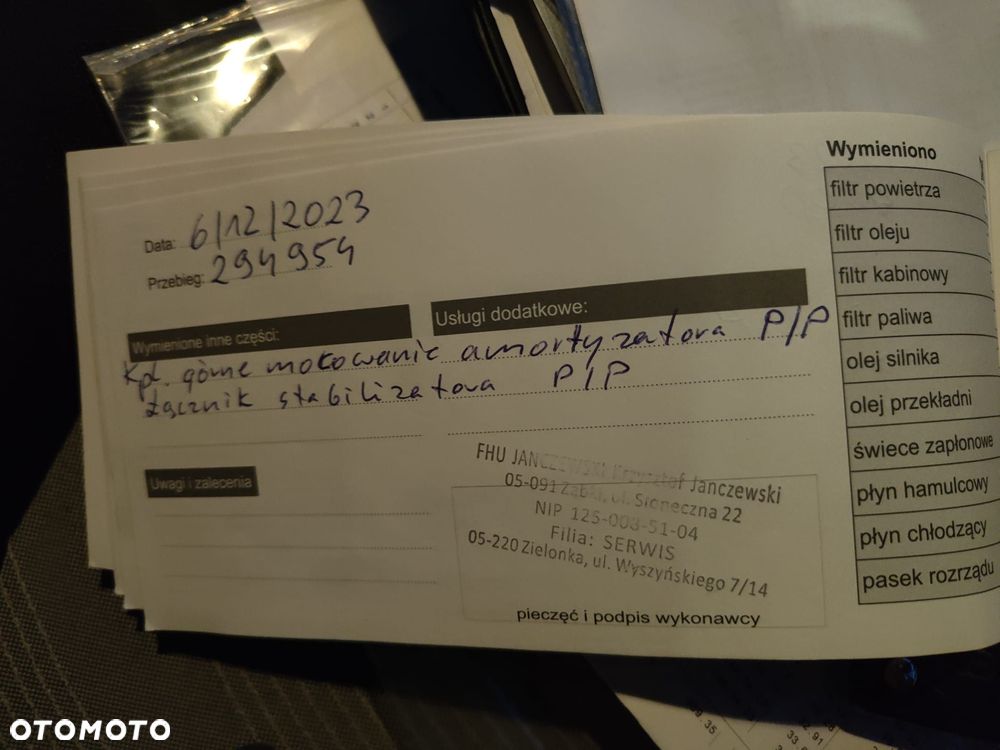 Data: 6/12/2023
Przebieg: 294954
Wymienione inne części:
Usługi dodatkowe:
Kpl. górne mokowanie amortyzatora P/P
Łącznik stabilizatora P/P
Uwagi i zalecenia
FHU JANCZEWSKI Krzysztof Janczewski
05-091 Ząbki, ul. Słoneczna 22
NIP 125-003-51-04
Filia: SERWIS
05-220 Zielonka, ul. Wyszyńskiego 7/14
pieczęć i podpis wykonawcy
Wymieniono
filtr powietrza
filtr oleju
filtr kabinowy
filtr paliwa
olej silnika
olej przekładni
świece zapłonowe
płyn hamulcowy
płyn chłodzący
pasek rozrządu
OTOMOTO